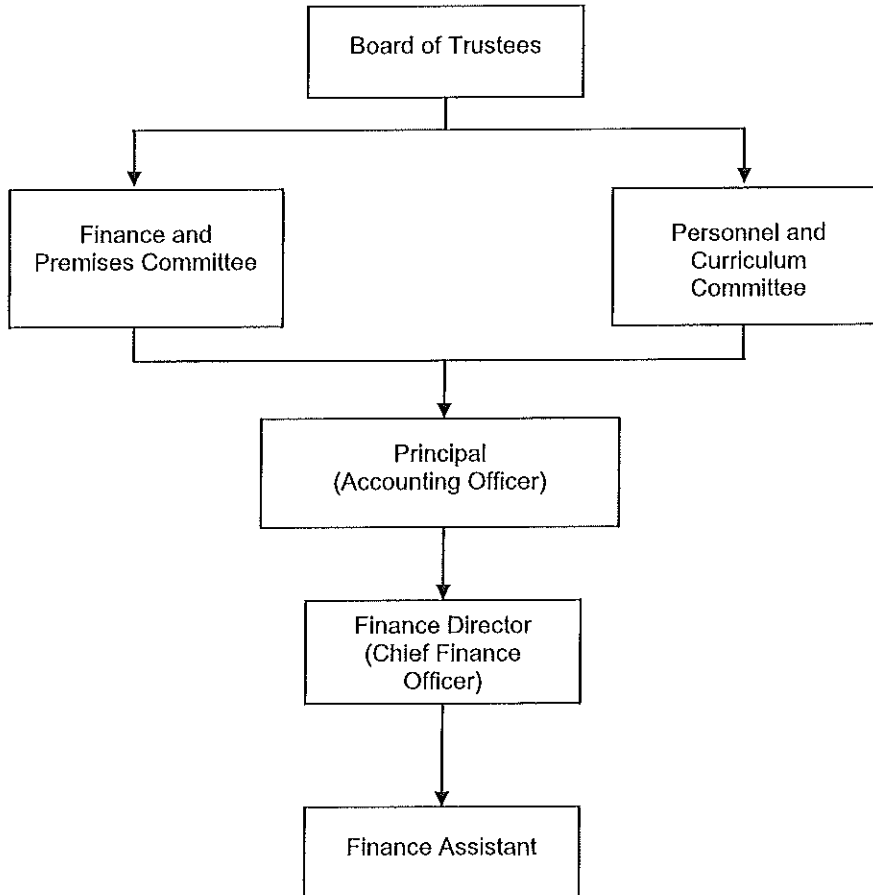 Board of Trustees
Finance and
Premises Committee
Personnel and
Curriculum
Committee
Principal
(Accounting Officer)
Finance Director
(Chief Finance
Officer)
Finance Assistant